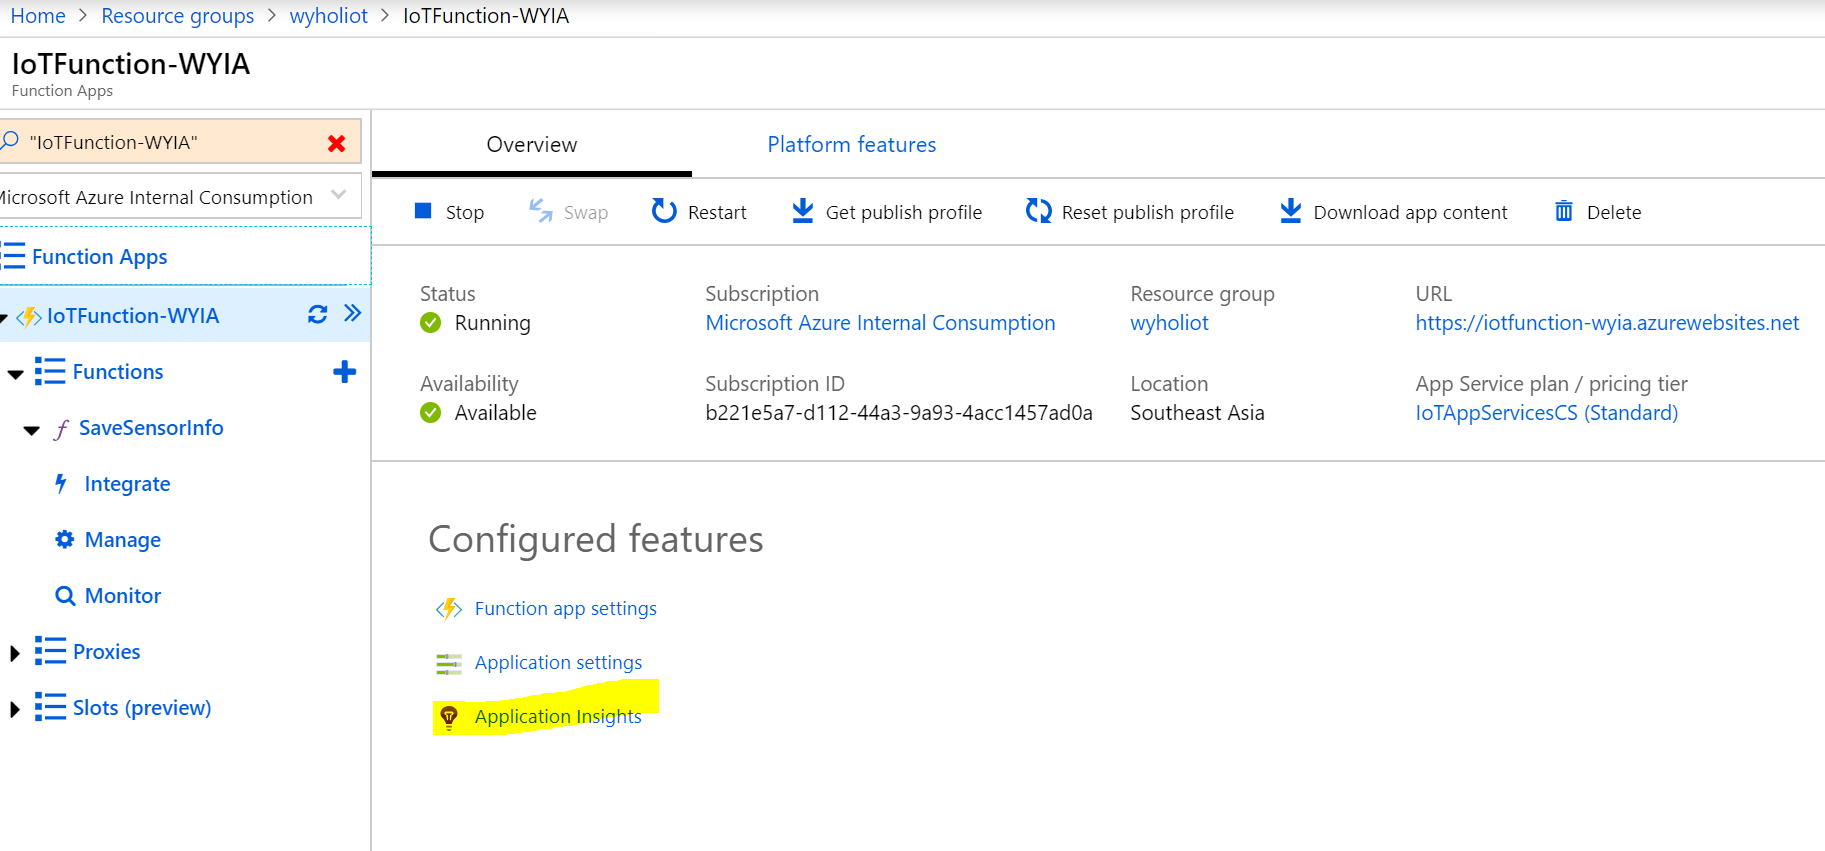 Home > Resource groups > wyholiot > IoTFunction-WYIA
IoTFunction-WYIA
Function Apps
"IoTFunction-WYIA"
Microsoft Azure Internal Consumption
Function Apps
IoTFunction-WYIA
Functions
SaveSensorInfo
Integrate
Manage
Monitor
Proxies
Slots (preview)
Overview Platform features
Stop Swap Restart Get publish profile Reset publish profile Download app content Delete
Status Subscription Resource group URL
Running Microsoft Azure Internal Consumption wyholiot https://iotfunction-wyia.azurewebsites.net
Availability Subscription ID Location App Service plan / pricing tier
Available b221e5a7-d112-44a3-9a93-4acc1457ad0a Southeast Asia IoTAppServicesCS (Standard)
Configured features
Function app settings
Application settings
Application Insights